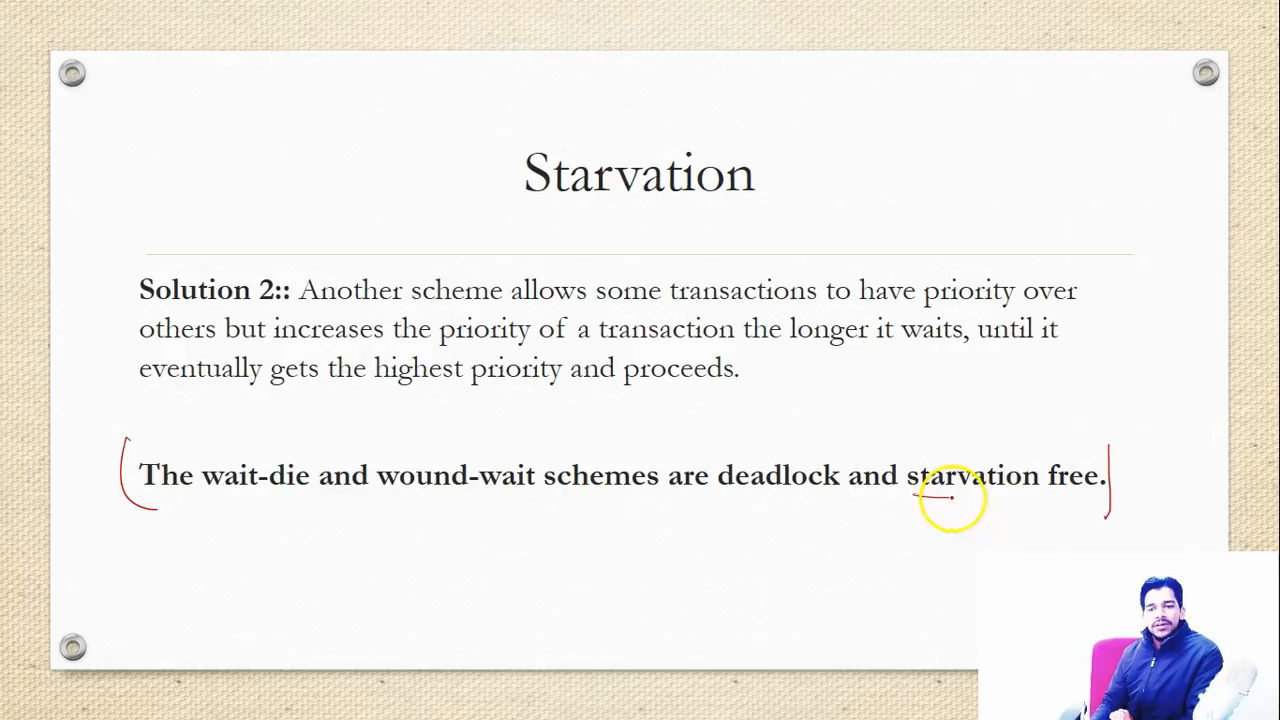 Starvation
Solution 2:: Another scheme allows some transactions to have priority over
others but increases the priority of a transaction the longer it waits, until it
eventually gets the highest priority and proceeds.
The wait-die and wound-wait schemes are deadlock and starvation free.